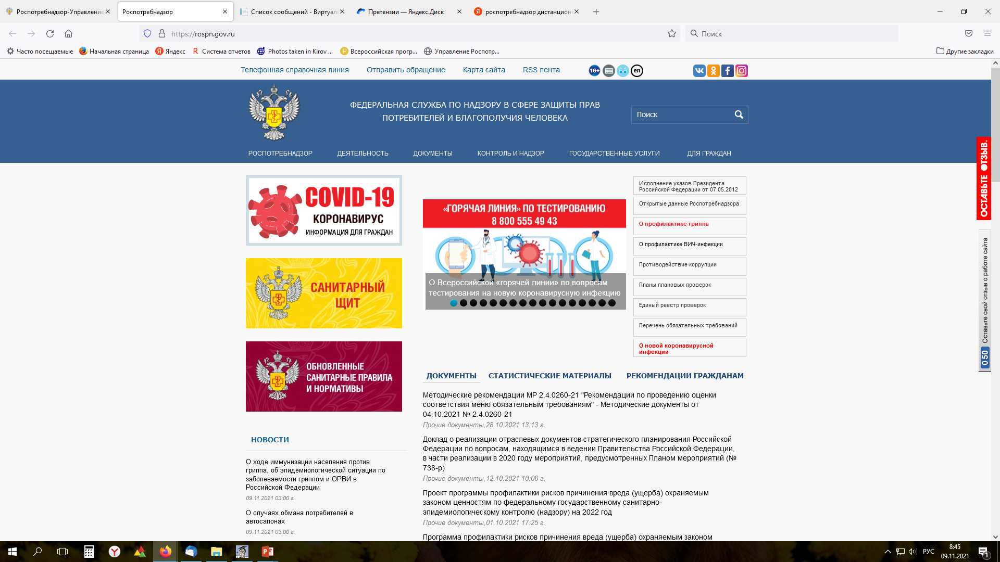 Роспотребнадзор-Управление
Роспотребнадзор
Список сообщений - Виртуал
Претензии — Яндекс.Диск
роспотребнадзор дистанцион
https://rospn.gov.ru
Поиск
Часто посещаемые
Начальная страница
Яндекс
Система отчетов
Photos taken in Kirov ...
Всероссийская прогр...
Управление Роспотр...
Другие закладки
Телефонная справочная линия
Отправить обращение
Карта сайта
RSS лента
16+
en
ФЕДЕРАЛЬНАЯ СЛУЖБА ПО НАДЗОРУ В СФЕРЕ ЗАЩИТЫ ПРАВ
ПОТРЕБИТЕЛЕЙ И БЛАГОПОЛУЧИЯ ЧЕЛОВЕКА
Поиск
РОСПОТРЕБНАДЗОР
ДЕЯТЕЛЬНОСТЬ
ДОКУМЕНТЫ
КОНТРОЛЬ И НАДЗОР
ГОСУДАРСТВЕННЫЕ УСЛУГИ
ДЛЯ ГРАЖДАН
COVID-19
КОРОНАВИРУС
ИНФОРМАЦИЯ ДЛЯ ГРАЖДАН
САНИТАРНЫЙ
ЩИТ
ОБНОВЛЕННЫЕ
САНИТАРНЫЕ ПРАВИЛА
И НОРМАТИВЫ
НОВОСТИ
О ходе иммунизации населения против
гриппа, об эпидемиологической ситуации по
заболеваемости гриппом и ОРВИ в
Российской Федерации
09.11.2021 03:00 г.
О случаях обмана потребителей в
автосалонах
09.11.2021 03:00 г.
«ГОРЯЧАЯ ЛИНИЯ» ПО ТЕСТИРОВАНИЮ
8 800 555 49 43
О Всероссийской «горячей линии» по вопросам
тестирования на новую коронавирусную инфекцию
Исполнение указов Президента
Российской Федерации от 07.05.2012
Открытые данные Роспотребнадзора
О профилактике гриппа
О профилактике ВИЧ-инфекции
Противодействие коррупции
Планы плановых проверок
Единый реестр проверок
Перечень обязательных требований
О новой коронавирусной
инфекции
ДОКУМЕНТЫ
СТАТИСТИЧЕСКИЕ МАТЕРИАЛЫ
РЕКОМЕНДАЦИИ ГРАЖДАНАМ
Методические рекомендации МР 2.4.0260-21 "Рекомендации по проведению оценки
соответствия меню обязательным требованиям" - Методические документы от
04.10.2021 № 2.4.0260-21
Прочие документы,28.10.2021 13:13 г.
Доклад о реализации отраслевых документов стратегического планирования Российской
Федерации по вопросам, находящимся в ведении Правительства Российской Федерации,
в части реализации в 2020 году мероприятий, предусмотренных Планом мероприятий (№
738-р)
Прочие документы,12.10.2021 10:08 г.
Проект программы профилактики рисков причинения вреда (ущерба) охраняемым
законом ценностям по федеральному государственному санитарно-
эпидемиологическому контролю (надзору) на 2022 год
Прочие документы,01.10.2021 17:25 г.
Программа профилактики рисков причинения вреда (ущерба) охраняемым законом
ОСТАВЬТЕ ОТЗЫВ.
Оставьте свой отзыв о работе сайта
050
РУС
8:45
09.11.2021
1